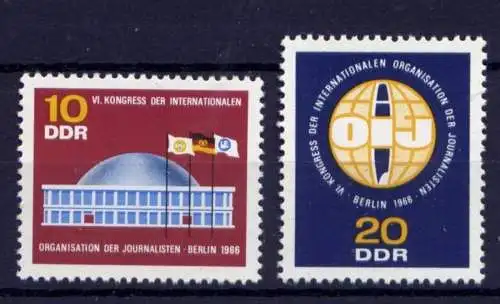 10
DDR
VI. KONGRESS DER INTERNATIONALEN
ORGANISATION DER JOURNALISTEN · BERLIN 1966
VI. KONGRESS DER INTERNATIONALEN ORGANISATION DER JOURNALISTEN · BERLIN 1966 ·
OIJ
20
DDR